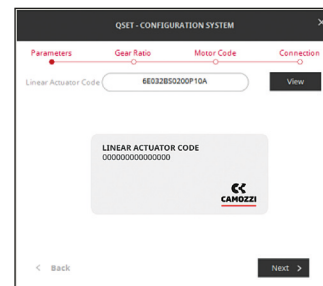 QSET - CONFIGURATION SYSTEM ×
Parameters Gear Ratio Motor Code Connection
Linear Actuator Code 6E032BS0200P10A View
LINEAR ACTUATOR CODE
000000000000000
CAMOZZI
< Back Next >